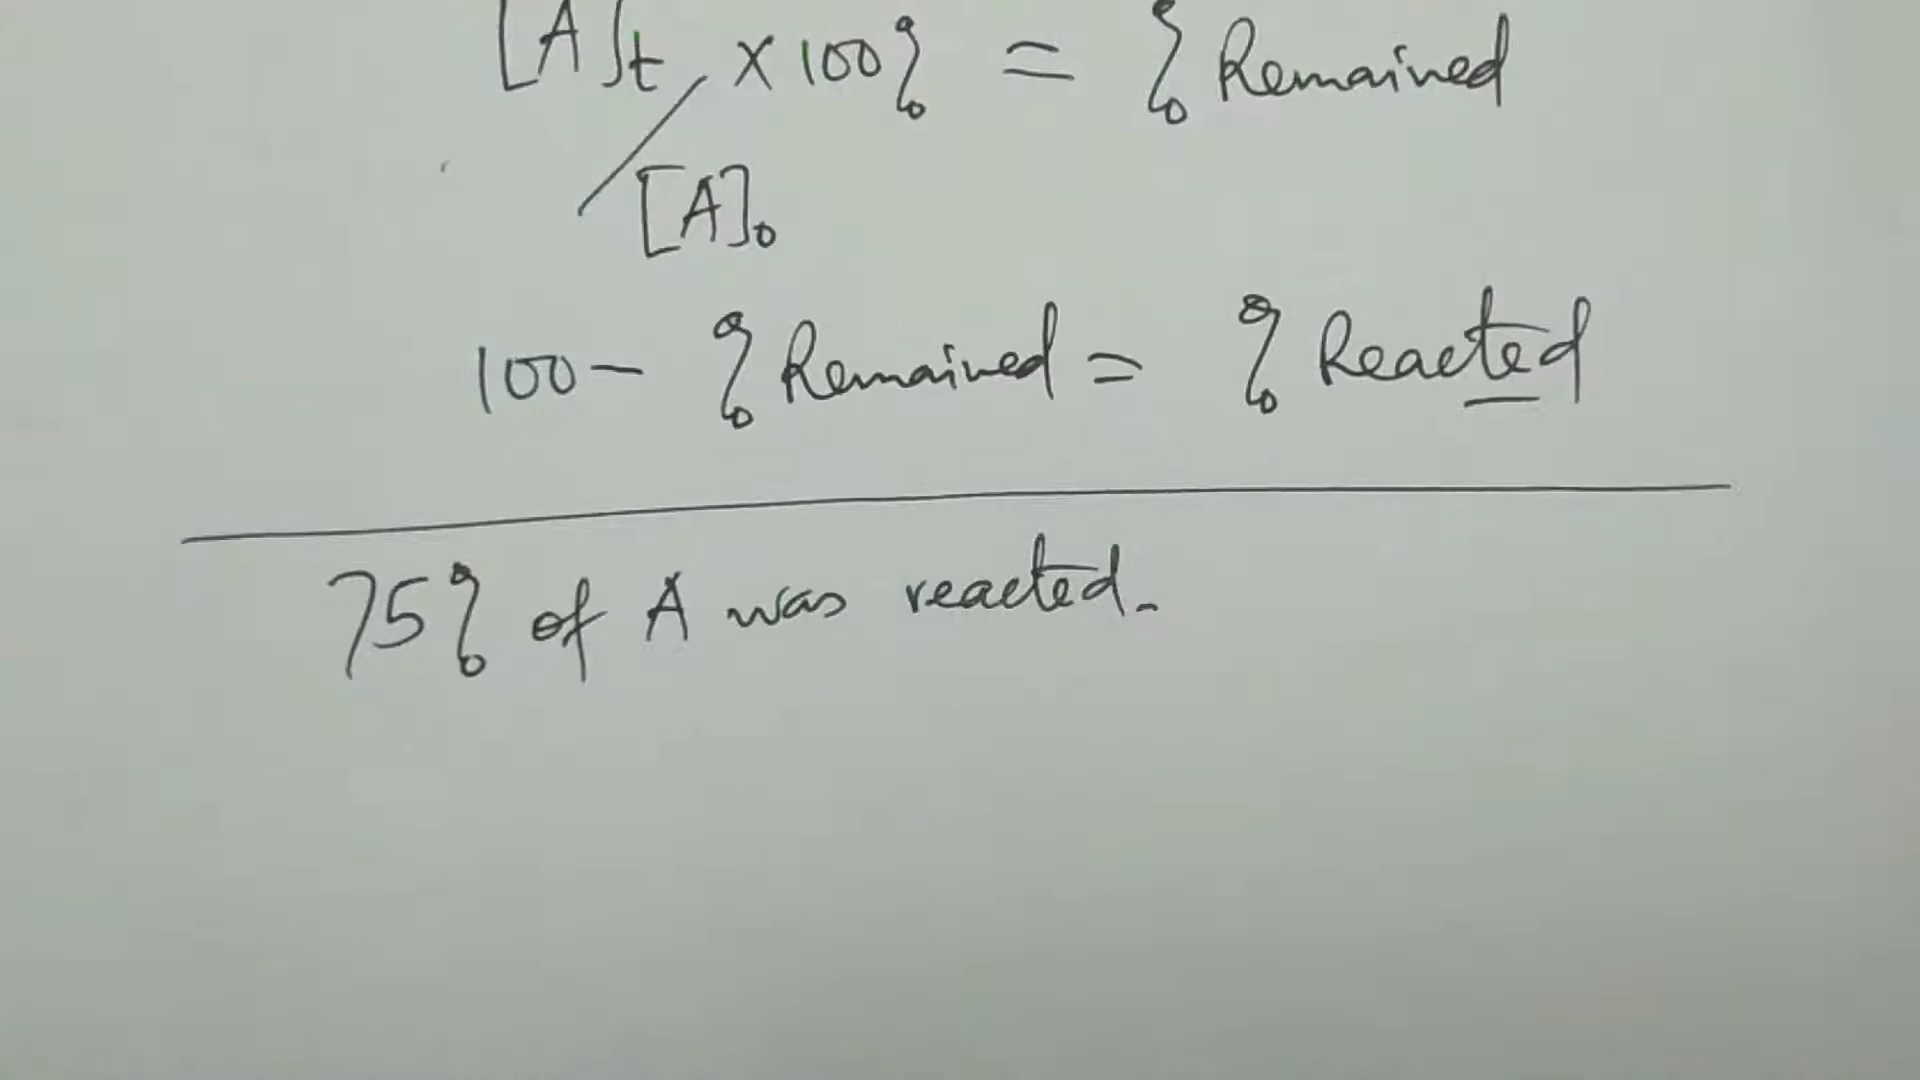 [A]t / [A]0 × 100% = % Remained
100 - % Remained = % Reacted
75% of A was reacted.